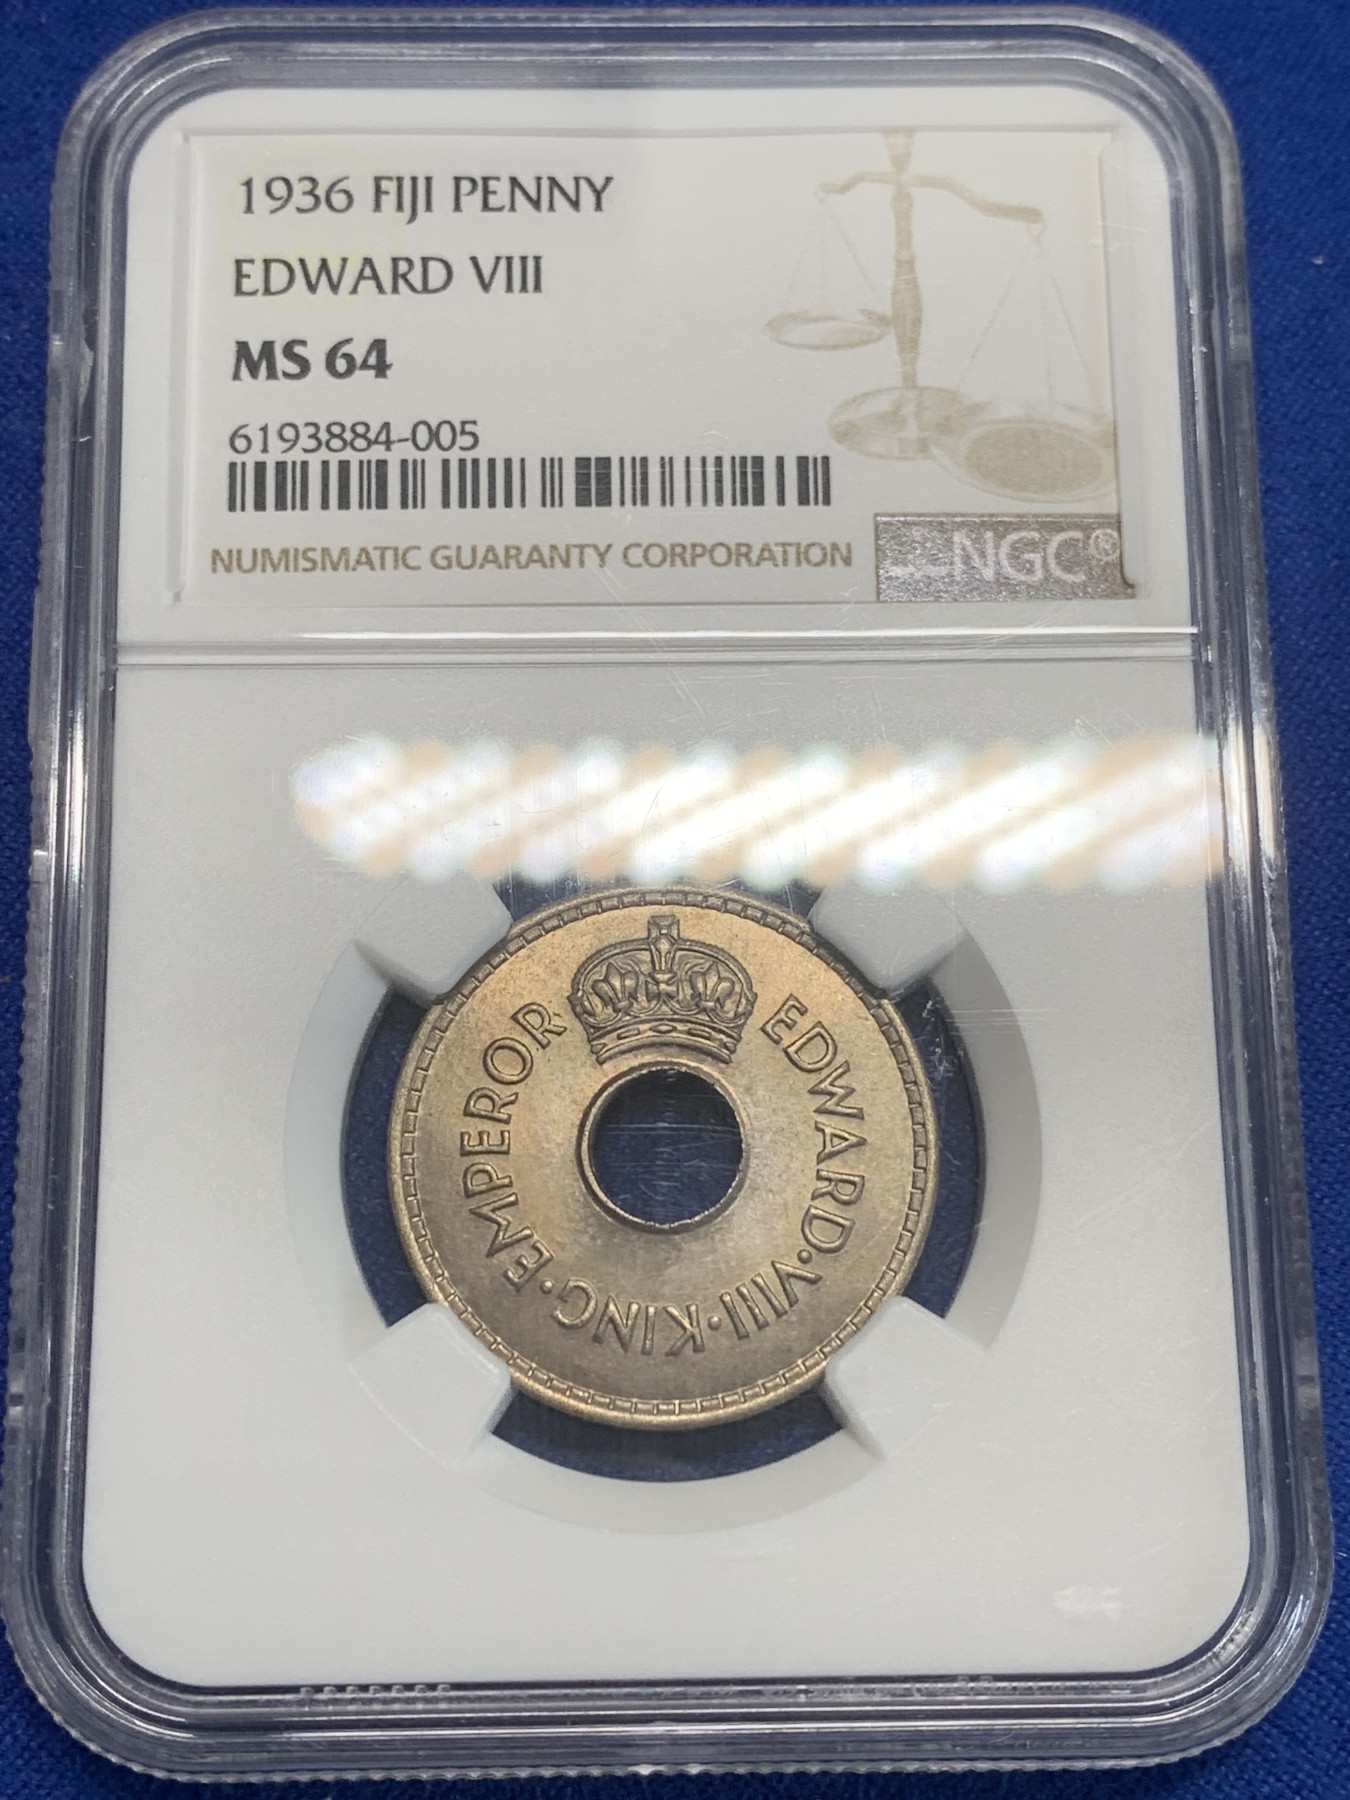 1936 FIJI PENNY
EDWARD VIII
MS 64
6193884-005
NUMISMATIC GUARANTY CORPORATION
NGC®
EDWARD·VIII·KING·EMPEROR